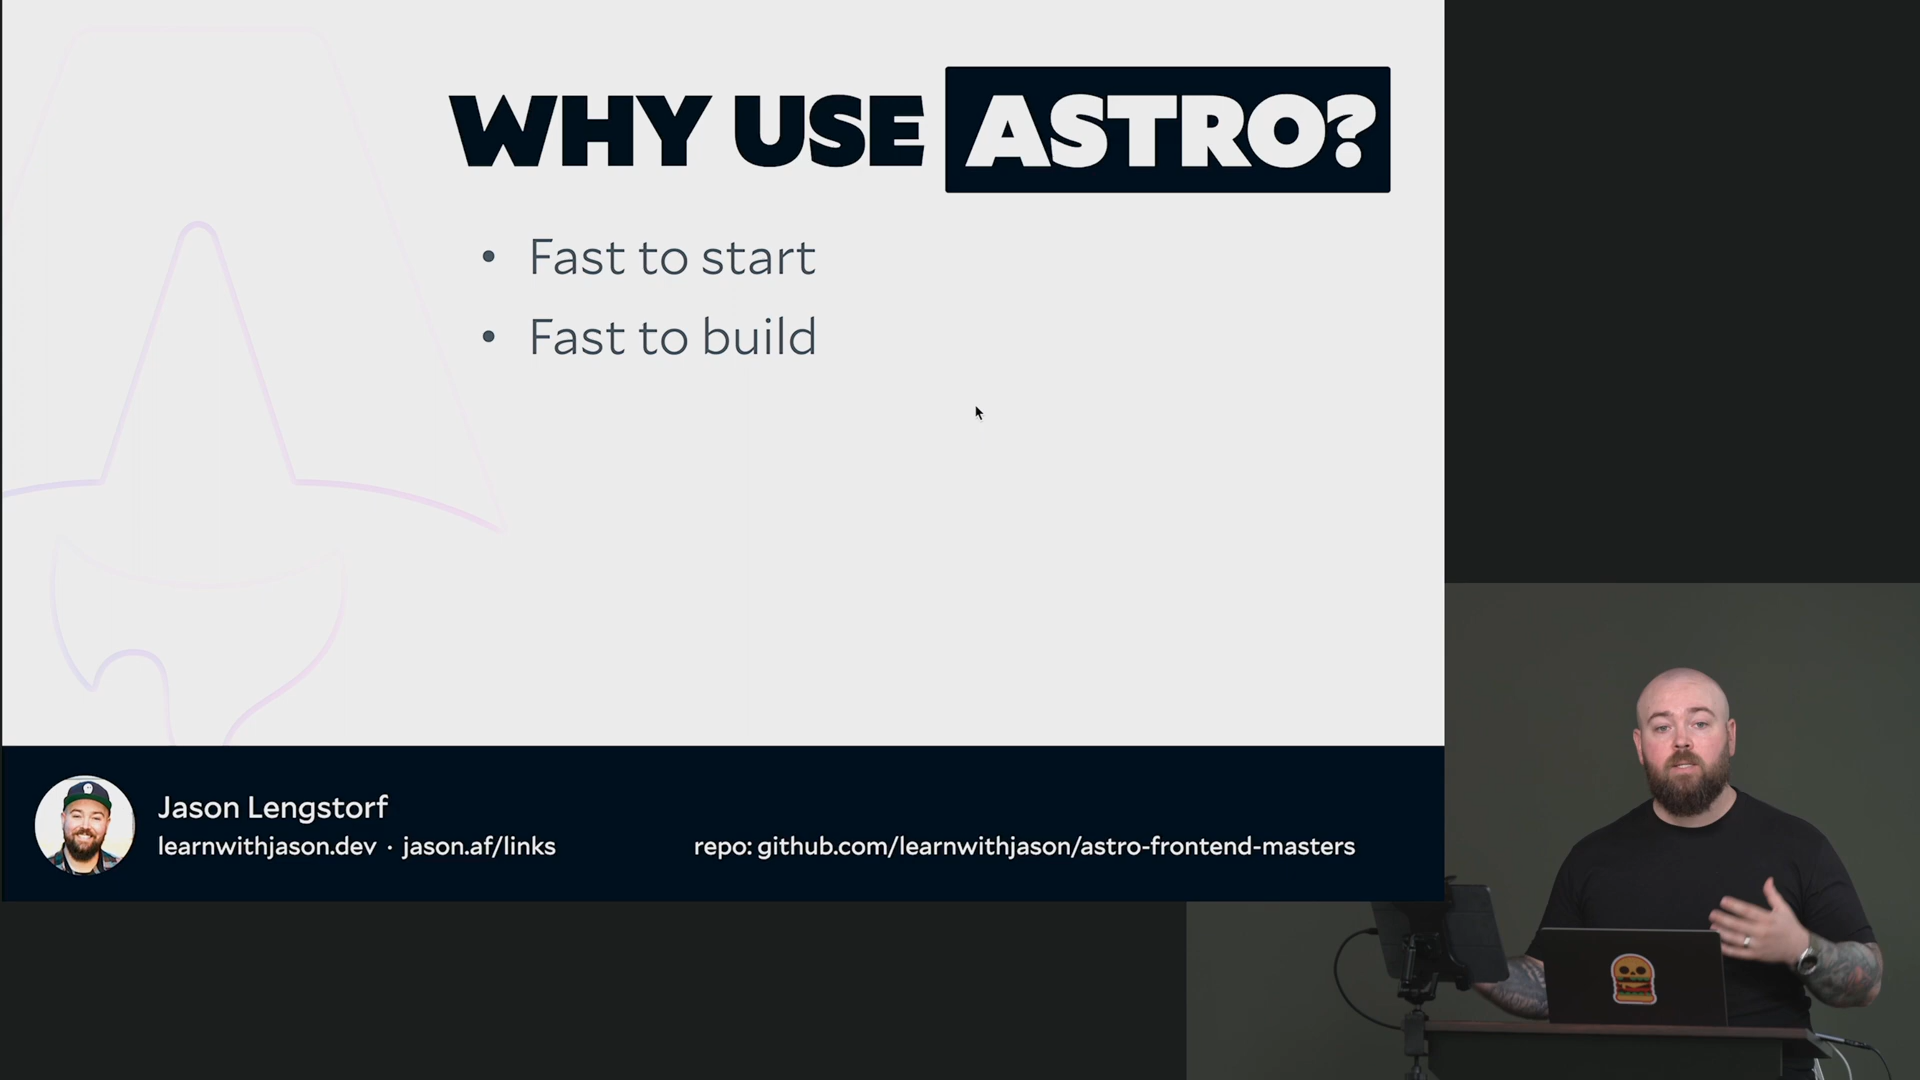 WHY USE ASTRO?
• Fast to start
• Fast to build
Jason Lengstorf
learnwithjason.dev · jason.af/links
repo: github.com/learnwithjason/astro-frontend-masters